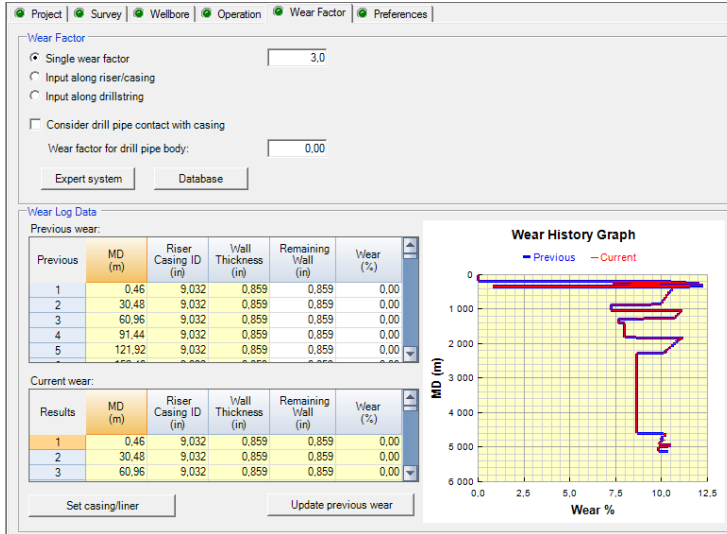 Project Survey Wellbore Operation Wear Factor Preferences
Wear Factor
Single wear factor 3,0
Input along riser/casing
Input along drillstring
Consider drill pipe contact with casing
Wear factor for drill pipe body: 0,00
Expert system Database
Wear Log Data
Previous wear:
Previous MD (m) Riser Casing ID (in) Wall Thickness (in) Remaining Wall (in) Wear (%)
1 0,46 9,032 0,859 0,859 0,00
2 30,48 9,032 0,859 0,859 0,00
3 60,96 9,032 0,859 0,859 0,00
4 91,44 9,032 0,859 0,859 0,00
5 121,92 9,032 0,859 0,859 0,00
Current wear:
Results MD (m) Riser Casing ID (in) Wall Thickness (in) Remaining Wall (in) Wear (%)
1 0,46 9,032 0,859 0,859 0,00
2 30,48 9,032 0,859 0,859 0,00
3 60,96 9,032 0,859 0,859 0,00
Set casing/liner Update previous wear
Wear History Graph
Previous Current
MD (m)
0
1 000
2 000
3 000
4 000
5 000
6 000
0,0 2,5 5,0 7,5 10,0 12,5
Wear %